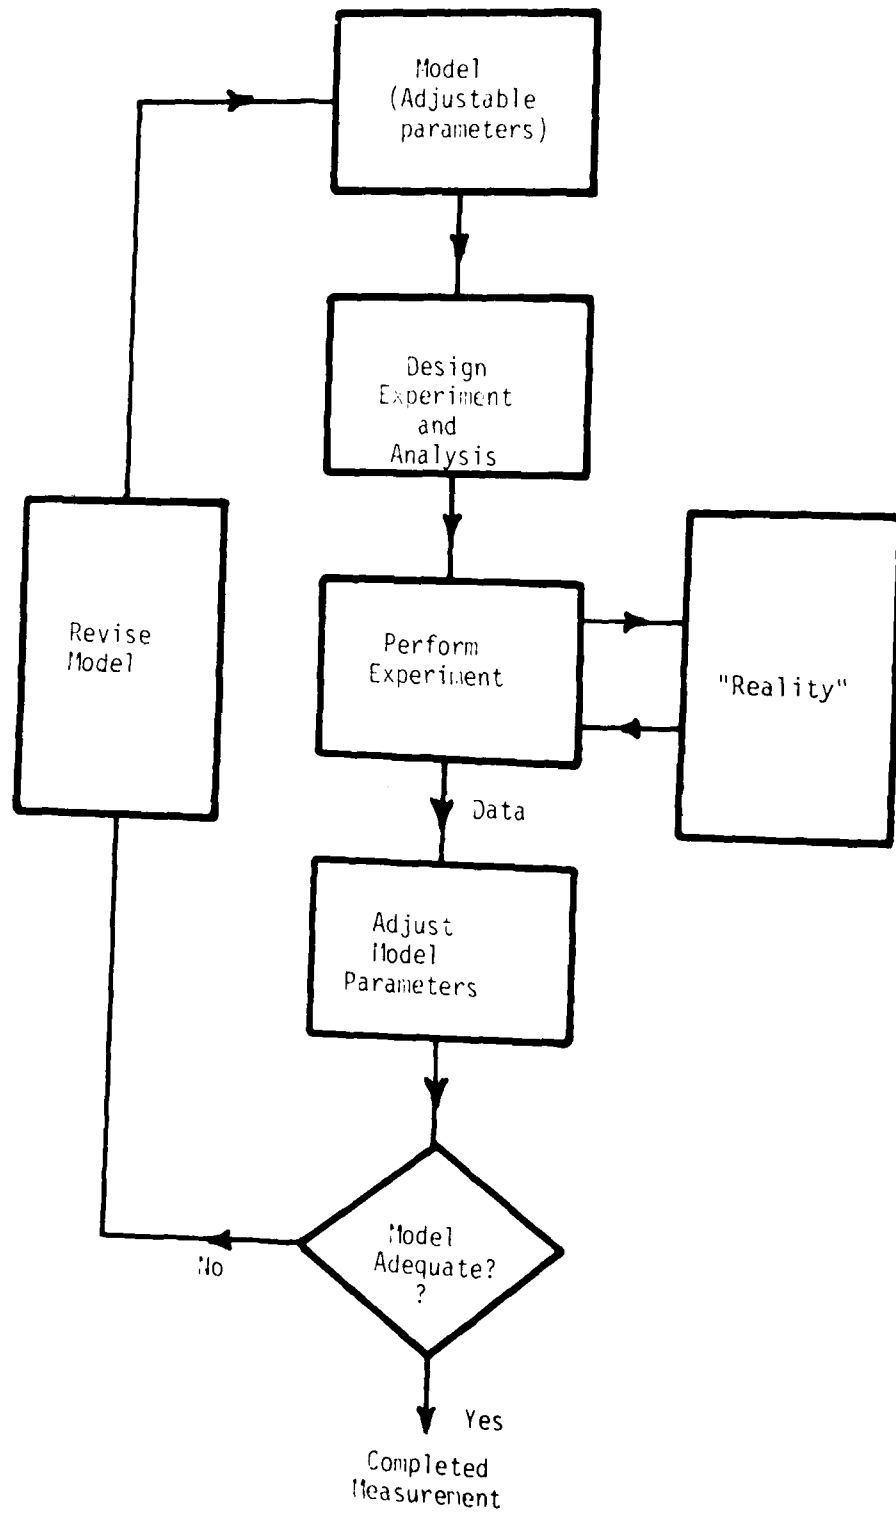 Model
(Adjustable
parameters)
Design
Experiment
and
Analysis
Revise
Model
Perform
Experiment
"Reality"
Data
Adjust
Model
Parameters
Model
Adequate?
?
No
Yes
Completed
Measurement